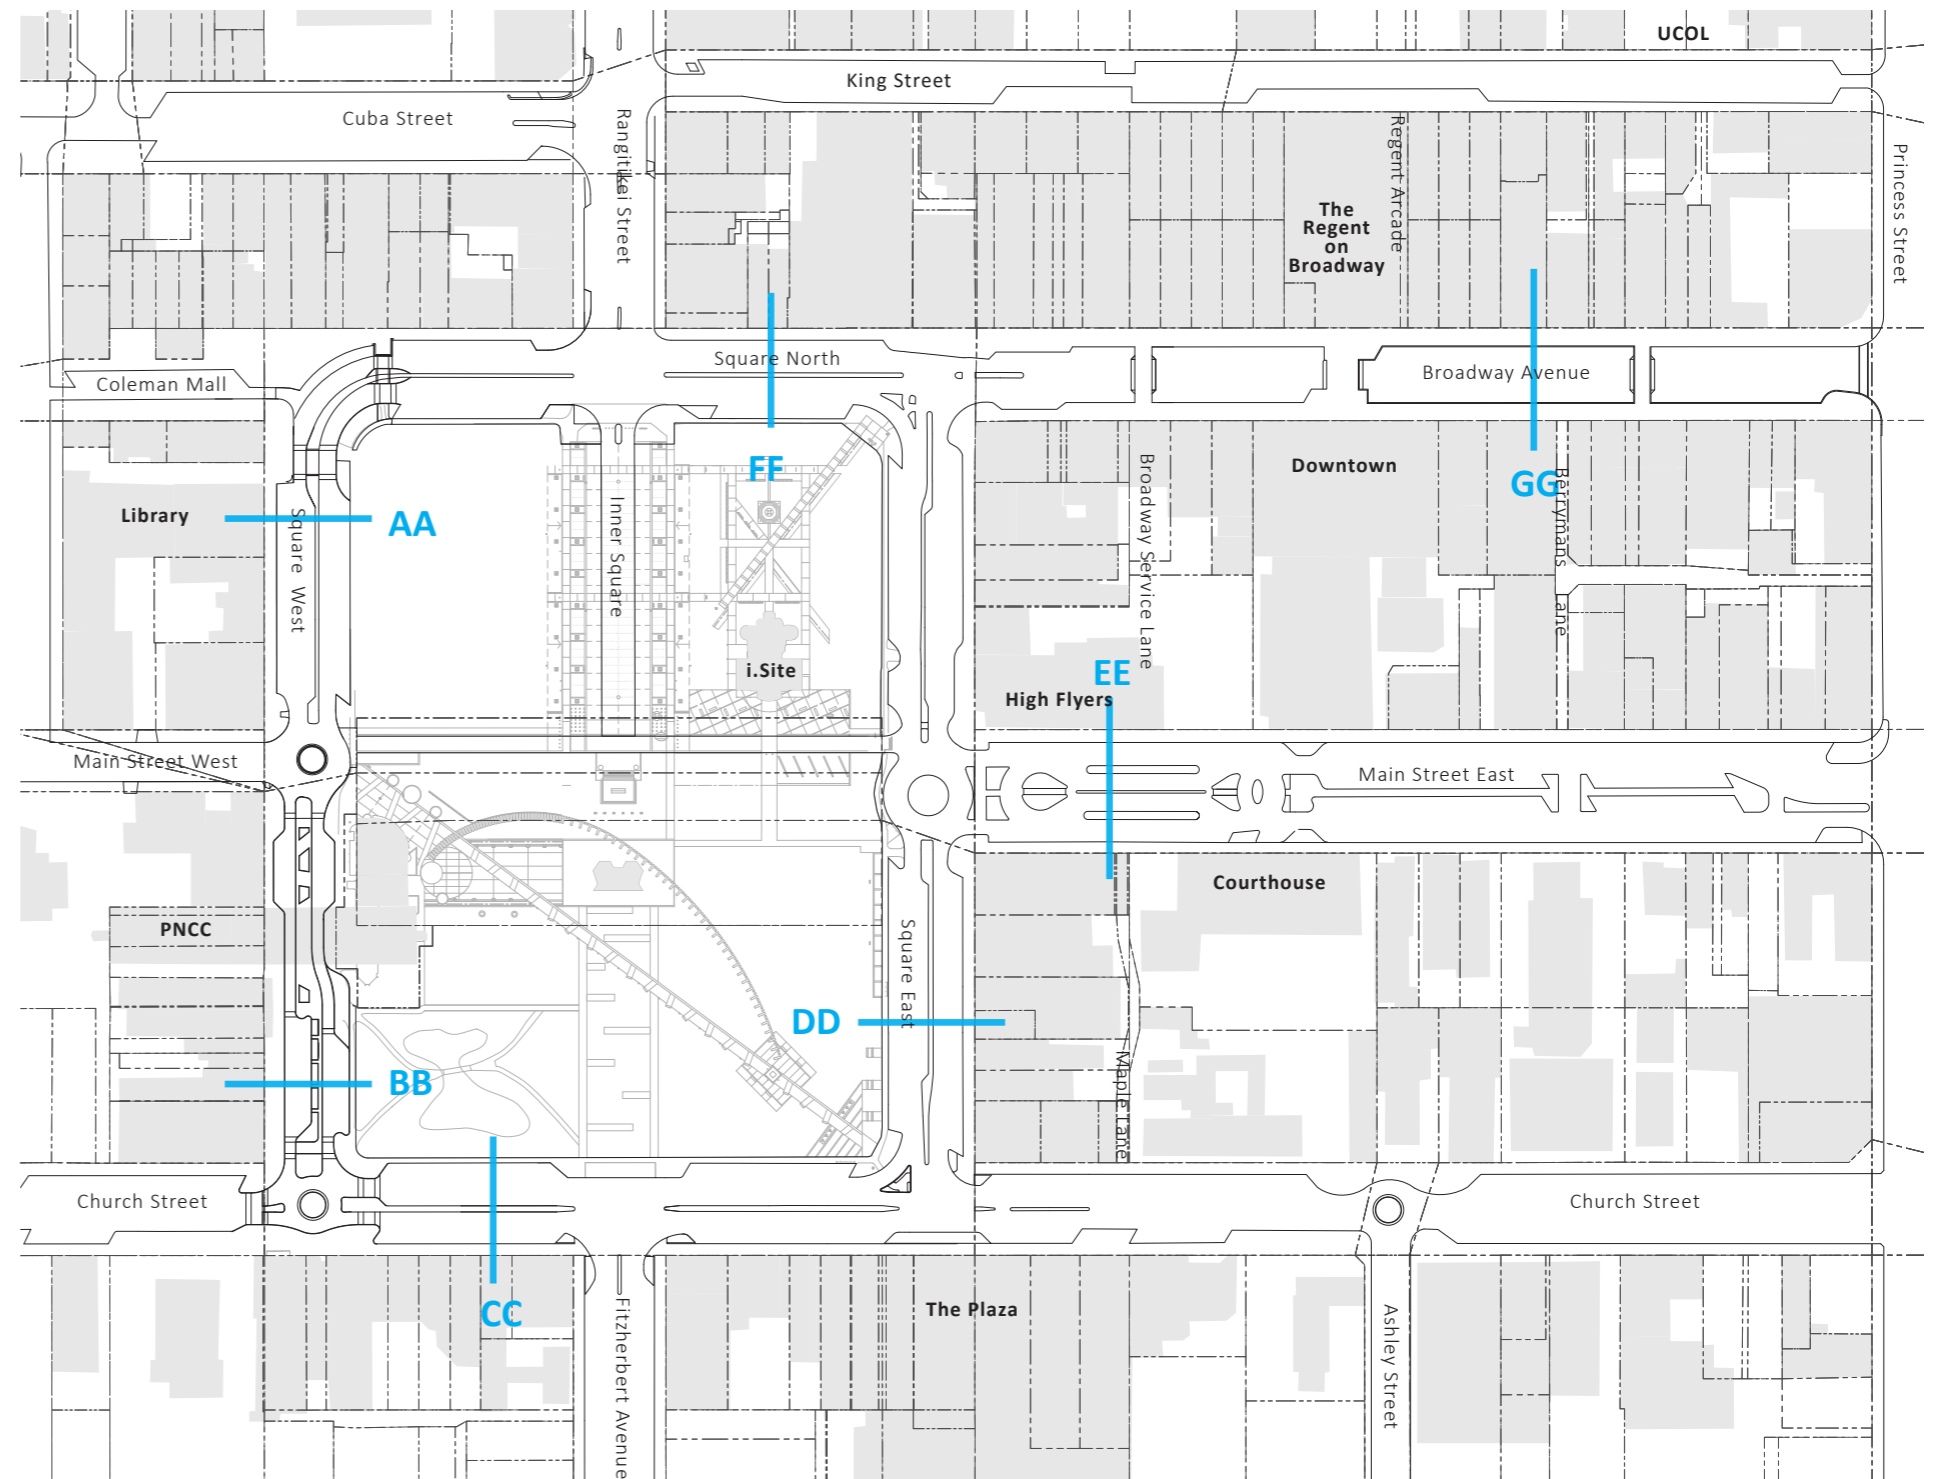 UCOL
King Street
Cuba Street
Rangitikei Street
Regent Arcade
Princess Street
The
Regent
on
Broadway
Square North
Coleman Mall
Broadway Avenue
FF
Downtown
GG
Library
AA
Square West
Inner Square
Broadway Service Lane
Berrymans Lane
i.Site
EE
High Flyers
Main Street West
Main Street East
Courthouse
PNCC
Square East
DD
BB
Maple Lane
Church Street
Church Street
CC
The Plaza
Fitzherbert Avenue
Ashley Street